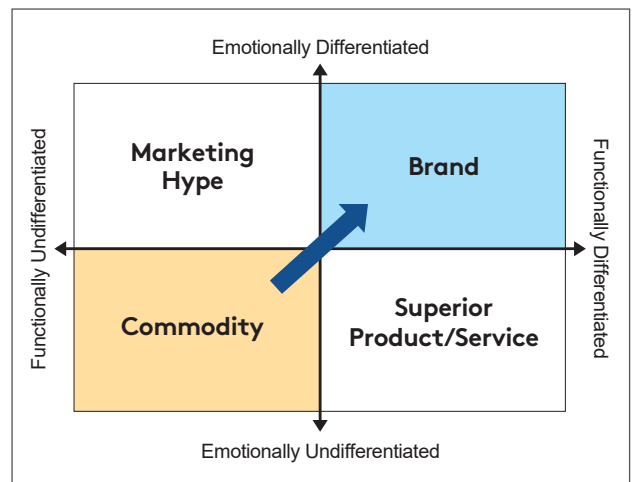 Emotionally Differentiated
Functionally Undifferentiated
Marketing
Hype
Brand
Functionally Differentiated
Commodity
Superior
Product/Service
Emotionally Undifferentiated